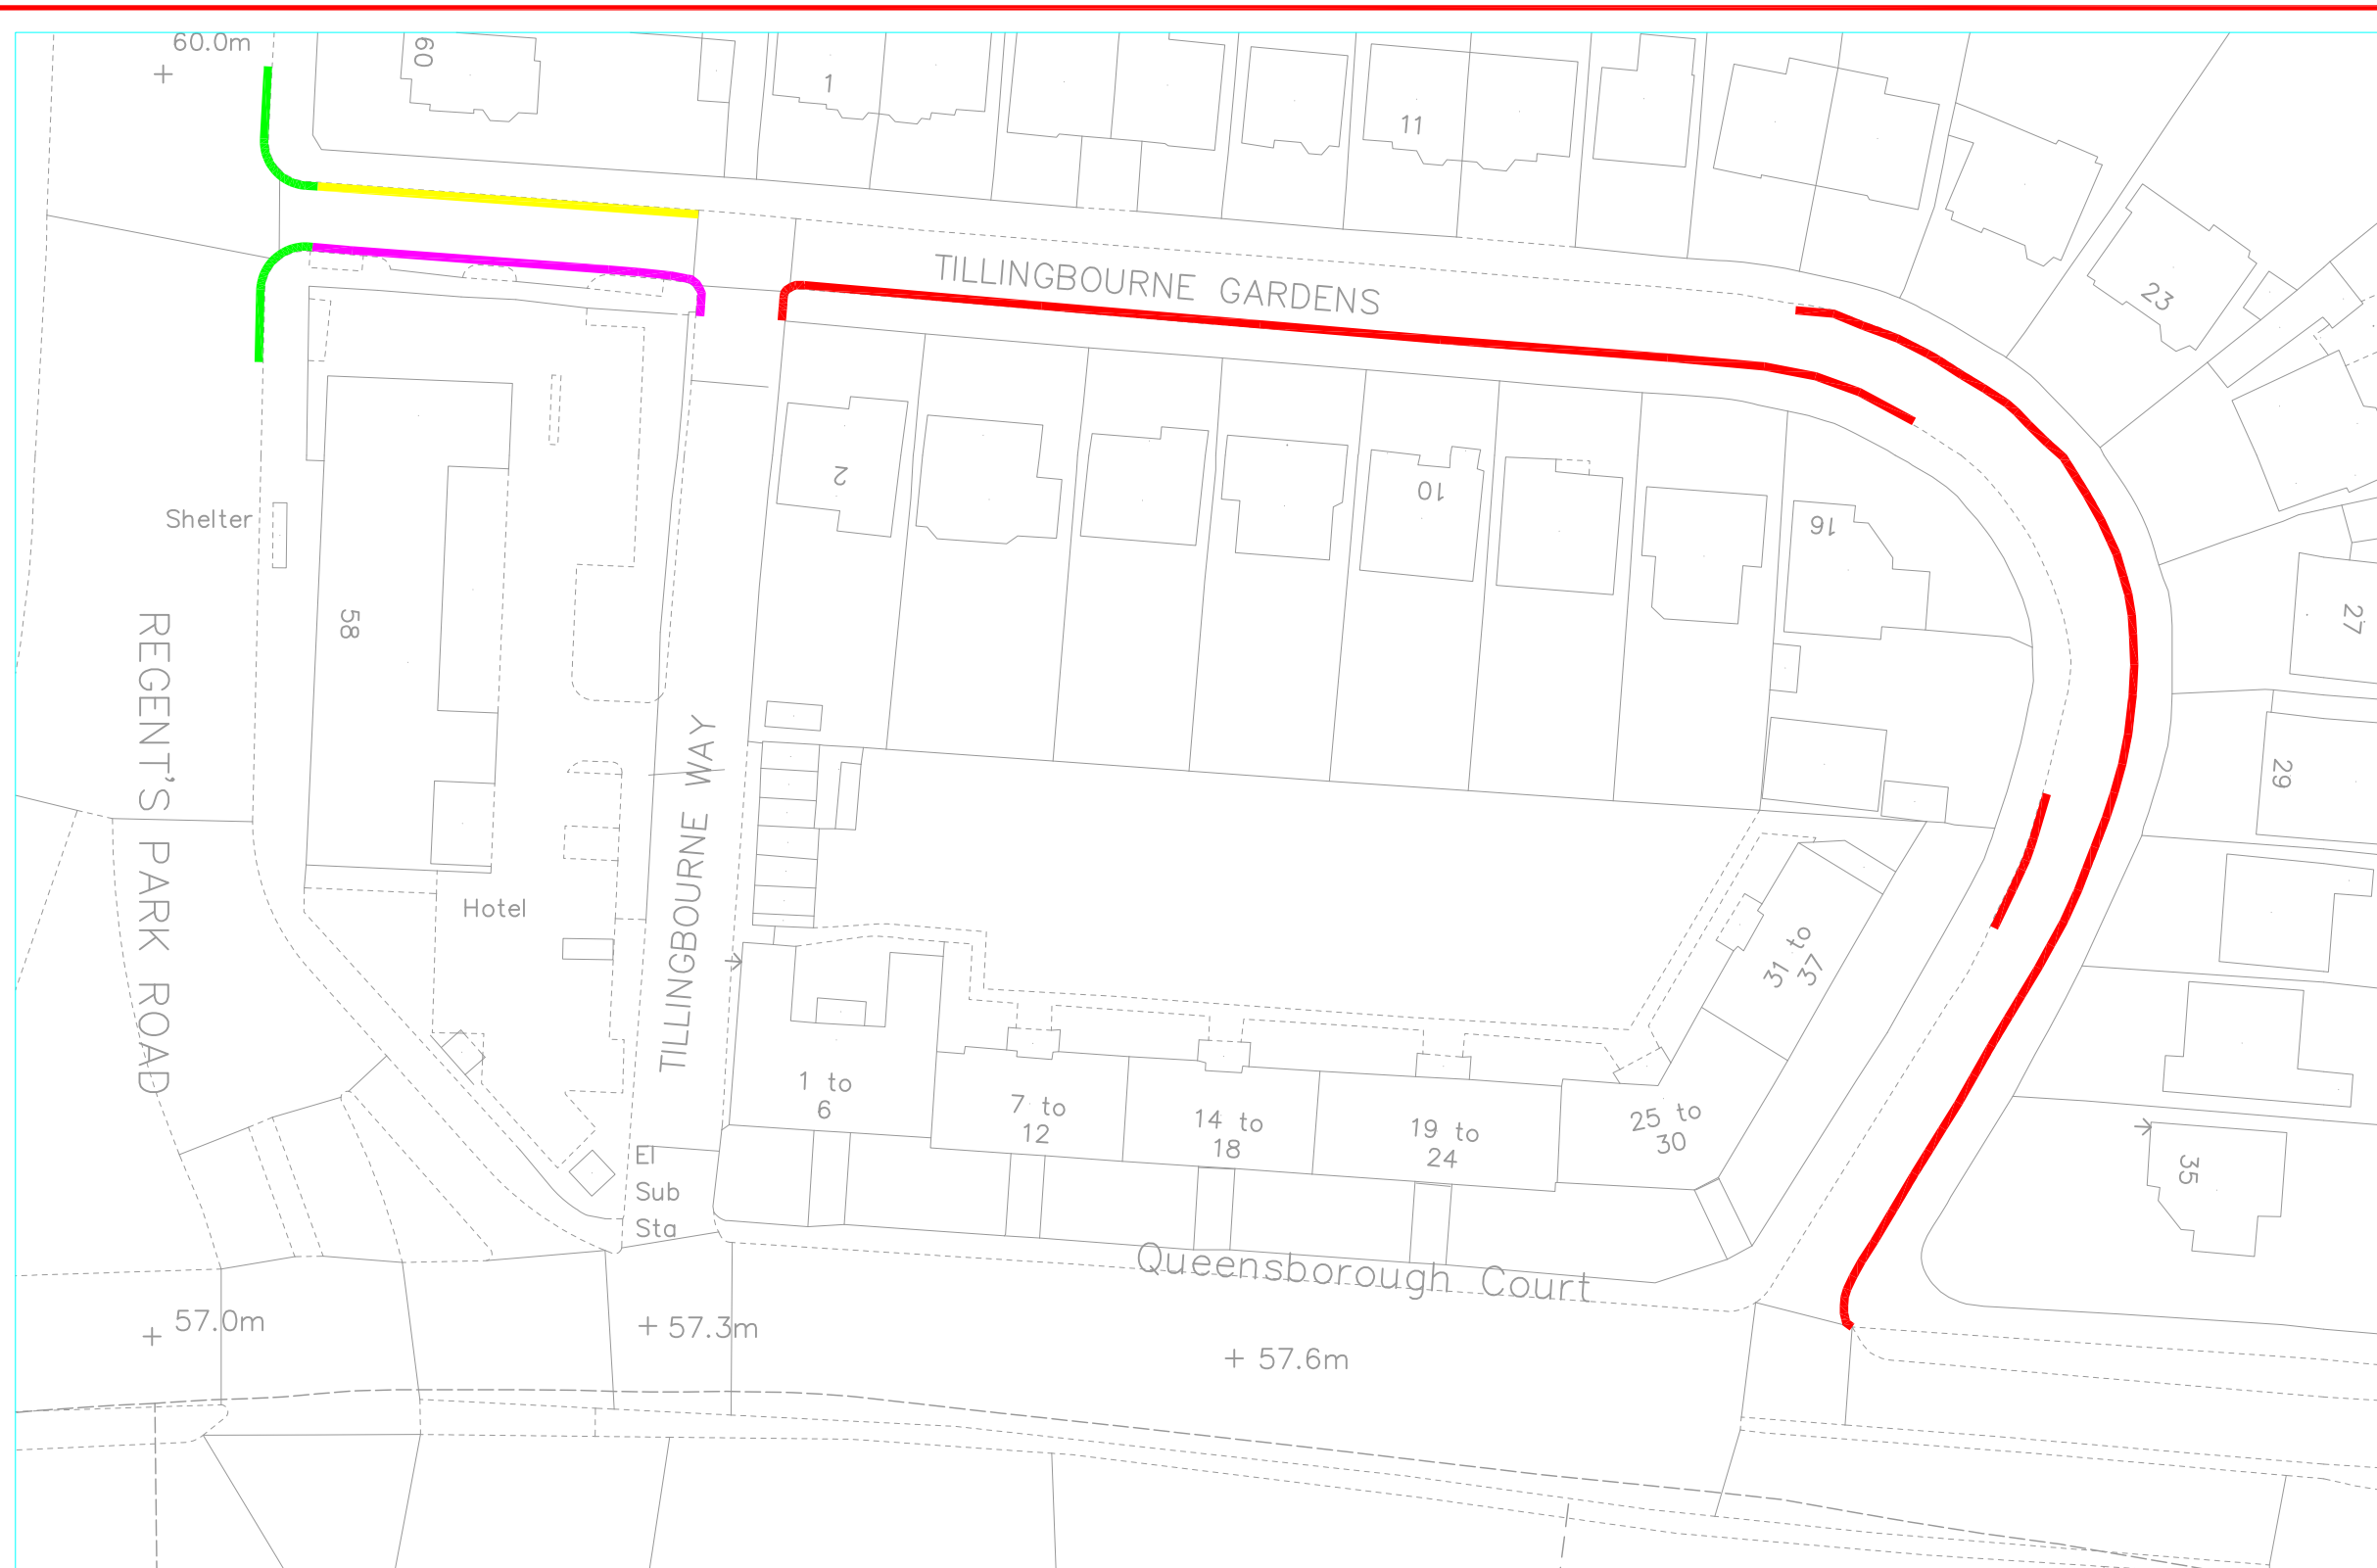 60.0m
60
1
11
TILLINGBOURNE GARDENS
23
2
10
16
Shelter
58
27
REGENT'S PARK ROAD
TILLINGBOURNE WAY
29
Hotel
31 to
37
1 to
6
7 to
12
14 to
18
19 to
24
25 to
30
El
Sub
Sta
35
Queensborough Court
57.0m
57.3m
57.6m